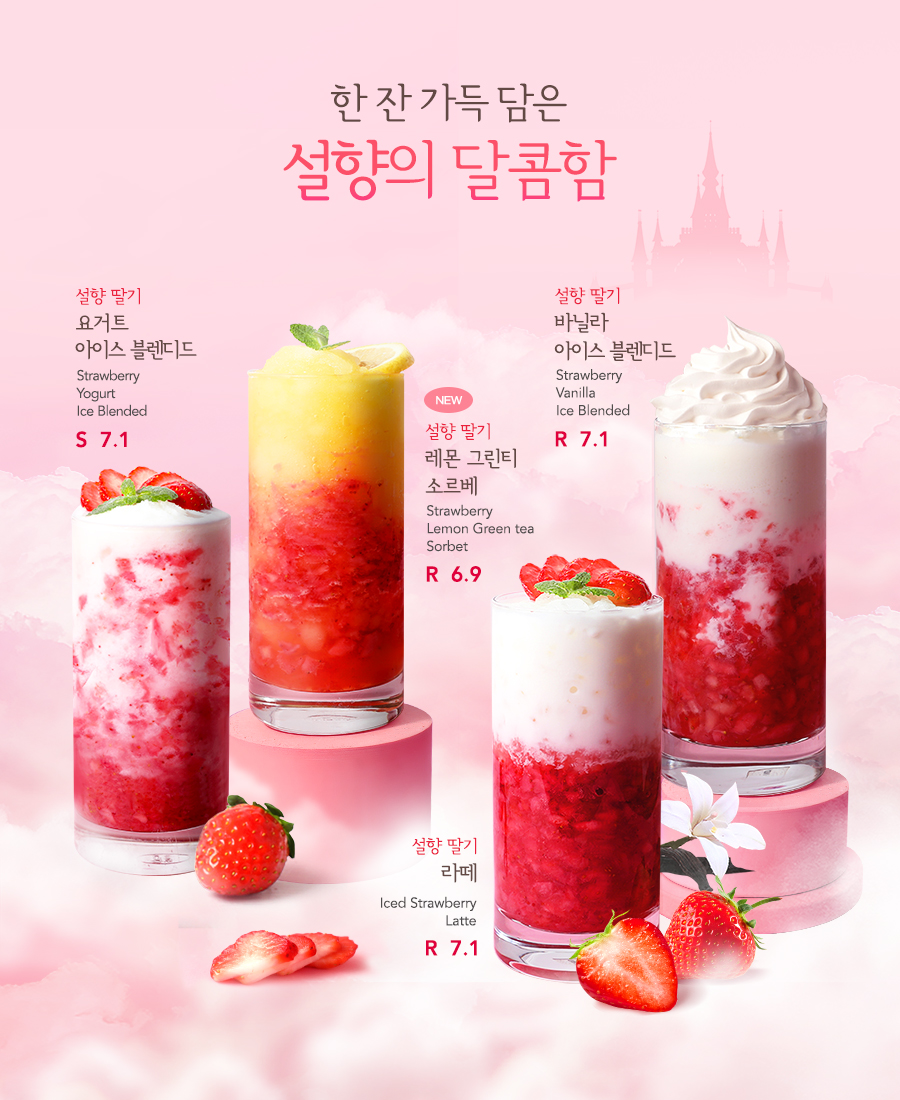 한 잔 가득 담은
설향의 달콤함
설향 딸기
요거트
아이스 블렌디드
Strawberry
Yogurt
Ice Blended
S 7.1
NEW
설향 딸기
레몬 그린티
소르베
Strawberry
Lemon Green tea
Sorbet
R 6.9
설향 딸기
바닐라
아이스 블렌디드
Strawberry
Vanilla
Ice Blended
R 7.1
설향 딸기
라떼
Iced Strawberry
Latte
R 7.1